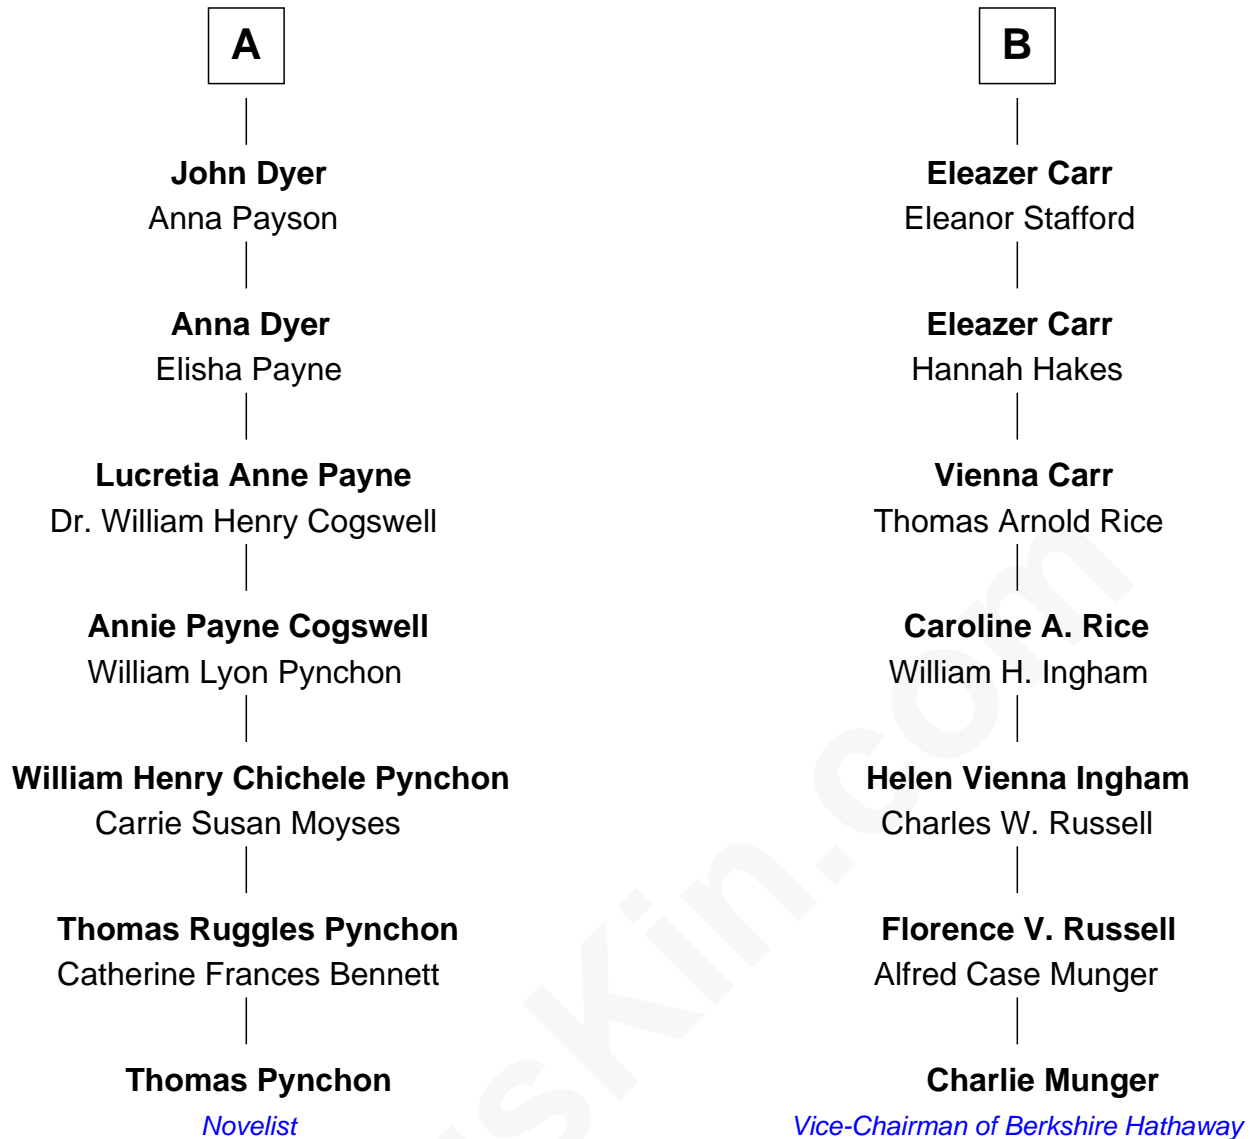 A
John Dyer
Anna Payson
Anna Dyer
Elisha Payne
Lucretia Anne Payne
Dr. William Henry Cogswell
Annie Payne Cogswell
William Lyon Pynchon
William Henry Chichele Pynchon
Carrie Susan Moyses
Thomas Ruggles Pynchon
Catherine Frances Bennett
Thomas Pynchon
Novelist
B
Eleazer Carr
Eleanor Stafford
Eleazer Carr
Hannah Hakes
Vienna Carr
Thomas Arnold Rice
Caroline A. Rice
William H. Ingham
Helen Vienna Ingham
Charles W. Russell
Florence V. Russell
Alfred Case Munger
Charlie Munger
Vice-Chairman of Berkshire Hathaway
sKin.com